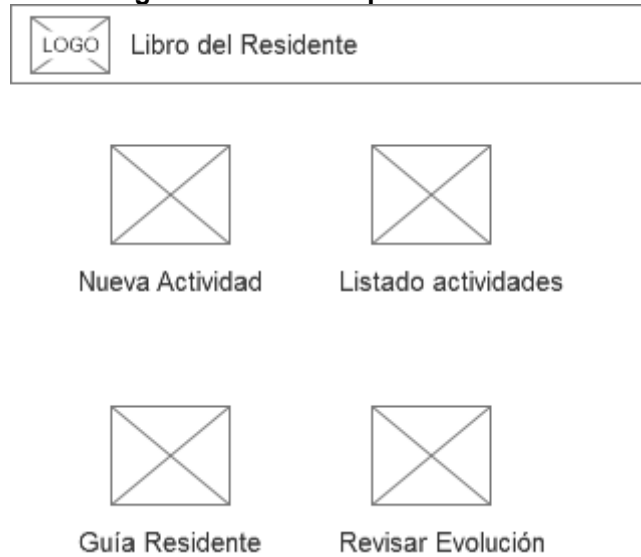 LOGO Libro del Residente
Nueva Actividad Listado actividades
Guía Residente Revisar Evolución